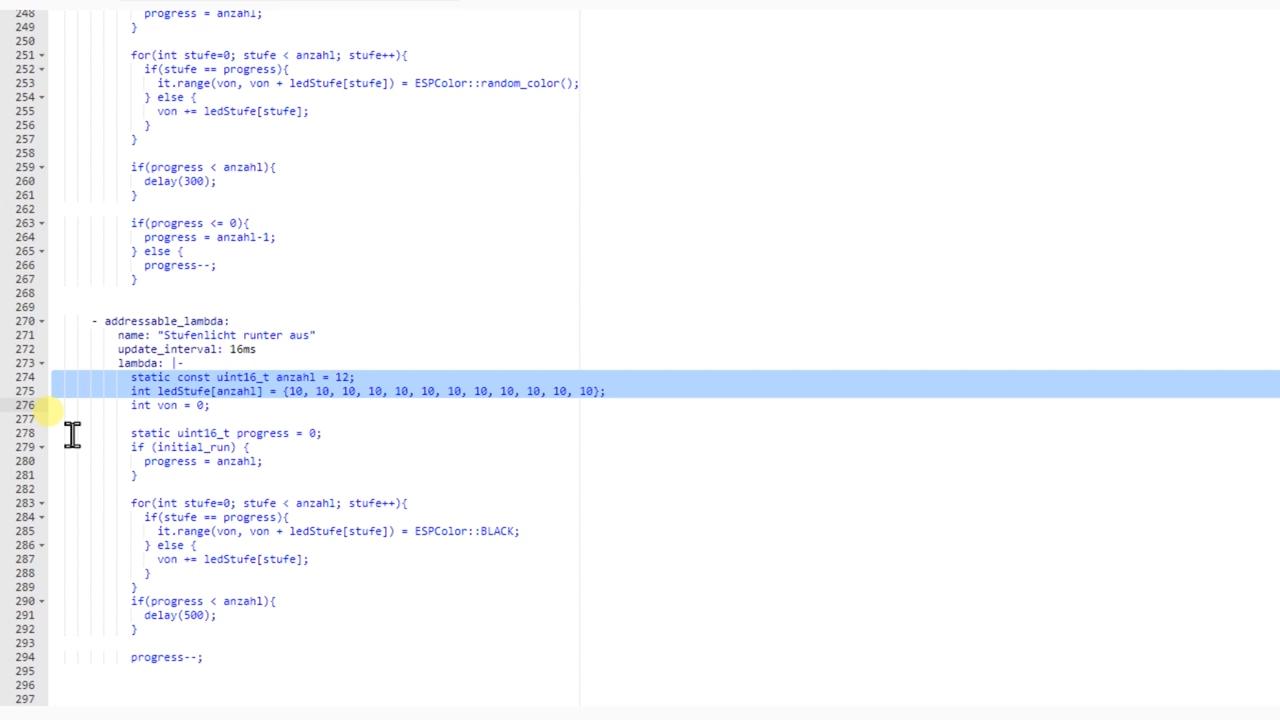 248 progress = anzahl;
249 }
250
251 for(int stufe=0; stufe < anzahl; stufe++){
252 if(stufe == progress){
253 it.range(von, von + ledStufe[stufe]) = ESPColor::random_color();
254 } else {
255 von += ledStufe[stufe];
256 }
257 }
258
259 if(progress < anzahl){
260 delay(300);
261 }
262
263 if(progress <= 0){
264 progress = anzahl-1;
265 } else {
266 progress--;
267 }
268
269
270 - addressable_lambda:
271 name: "Stufenlicht runter aus"
272 update_interval: 16ms
273 lambda: |-
274 static const uint16_t anzahl = 12;
275 int ledStufe[anzahl] = {10, 10, 10, 10, 10, 10, 10, 10, 10, 10, 10, 10};
276 int von = 0;
277
278 static uint16_t progress = 0;
279 if (initial_run) {
280 progress = anzahl;
281 }
282
283 for(int stufe=0; stufe < anzahl; stufe++){
284 if(stufe == progress){
285 it.range(von, von + ledStufe[stufe]) = ESPColor::BLACK;
286 } else {
287 von += ledStufe[stufe];
288 }
289 }
290 if(progress < anzahl){
291 delay(500);
292 }
293
294 progress--;
295
296
297